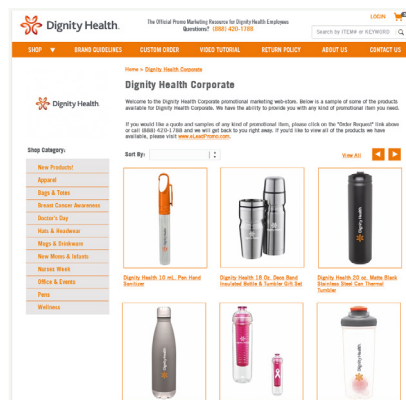 Dignity Health.
The Official Promo Marketing Resource for Dignity Health Employees
Questions? (888) 420-1788
LOGIN
Search by ITEM# or KEYWORD
SHOP ▼ BRAND GUIDELINES CUSTOM ORDER VIDEO TUTORIAL RETURN POLICY ABOUT US CONTACT US
Home > Dignity Health Corporate
Dignity Health Corporate
Dignity Health.
Welcome to the Dignity Health Corporate promotional marketing web-store. Below is a sample of some of the products
available for Dignity Health Corporate. We have the ability to provide you with any kind of promotional item you need.
If you would like a quote and samples of any kind of promotional item, please click on the "Order Request" link above
or call (888) 420-1788 and we will get back to you right away. If you'd like to view all of the products we have
available, please visit www.eLeadPromo.com.
Shop Category:
New Products!
Apparel
Bags & Totes
Breast Cancer Awareness
Doctor's Day
Hats & Headwear
Mugs & Drinkware
New Moms & Infants
Nurses Week
Office & Events
Pens
Wellness
Sort By:
View All
Dignity Health
Dignity Health 10 mL. Pen Hand
Sanitizer
Dignity Health 18 Oz. Deco Band
Insulated Bottle & Tumbler Gift Set
Dignity Health 20 oz. Matte Black
Stainless Steel Can Thermal
Tumbler
Dignity Health
Dignity Health